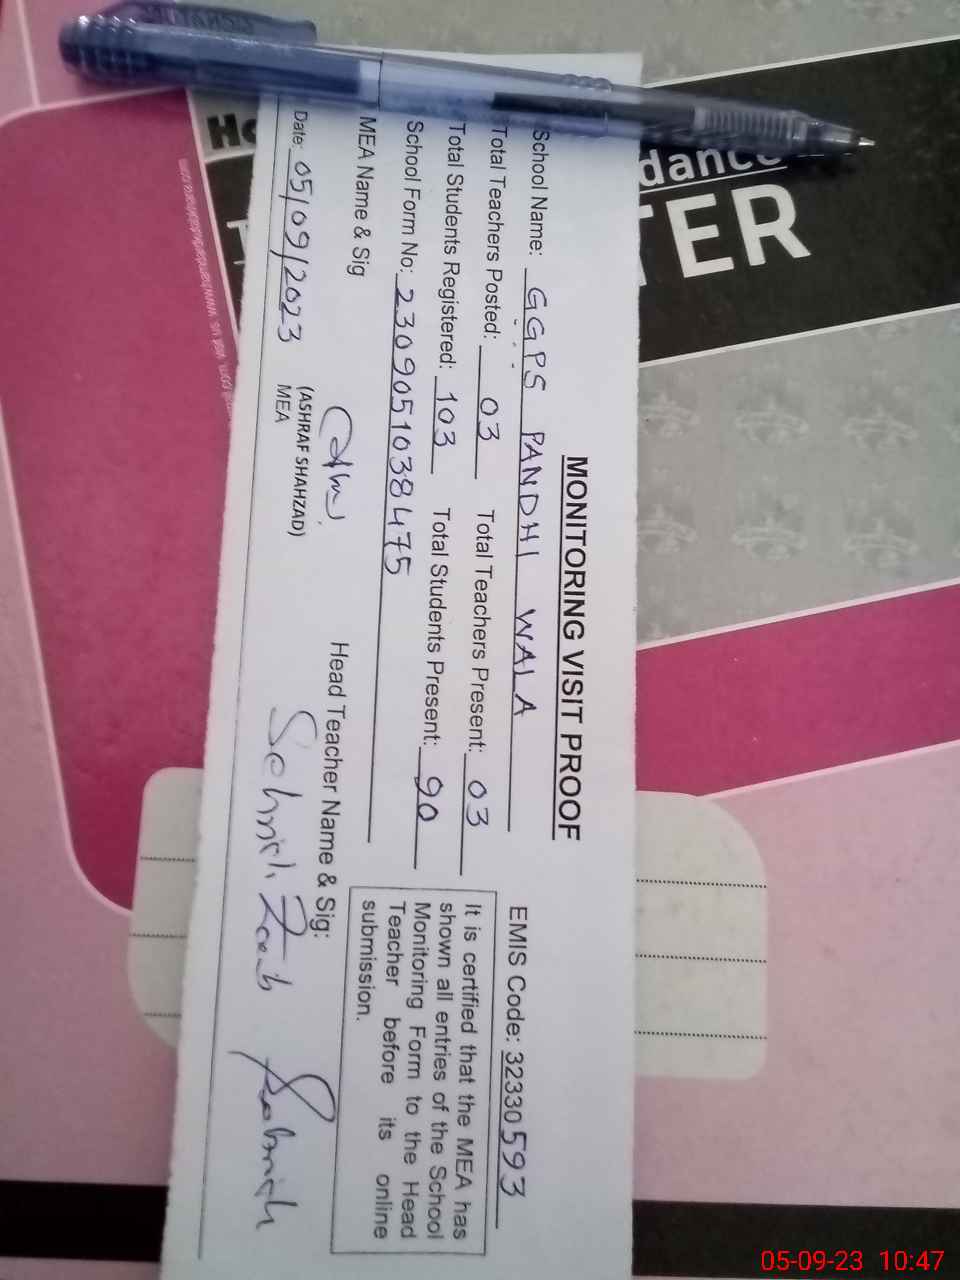 MONITORING VISIT PROOF
School Name: GGPS PANDHI WALA EMIS Code: 32330593
Total Teachers Posted: 03 Total Teachers Present: 03
Total Students Registered: 103 Total Students Present: 90
School Form No: 2309051038475
It is certified that the MEA has
shown all entries of the School
Monitoring Form to the Head
Teacher before its online
submission.
MEA Name & Sig Head Teacher Name & Sig:
(ASHRAF SHAHZAD)
MEA
Sehrish Zeb
Date: 05/09/2023
dance
TER
05-09-23 10:47